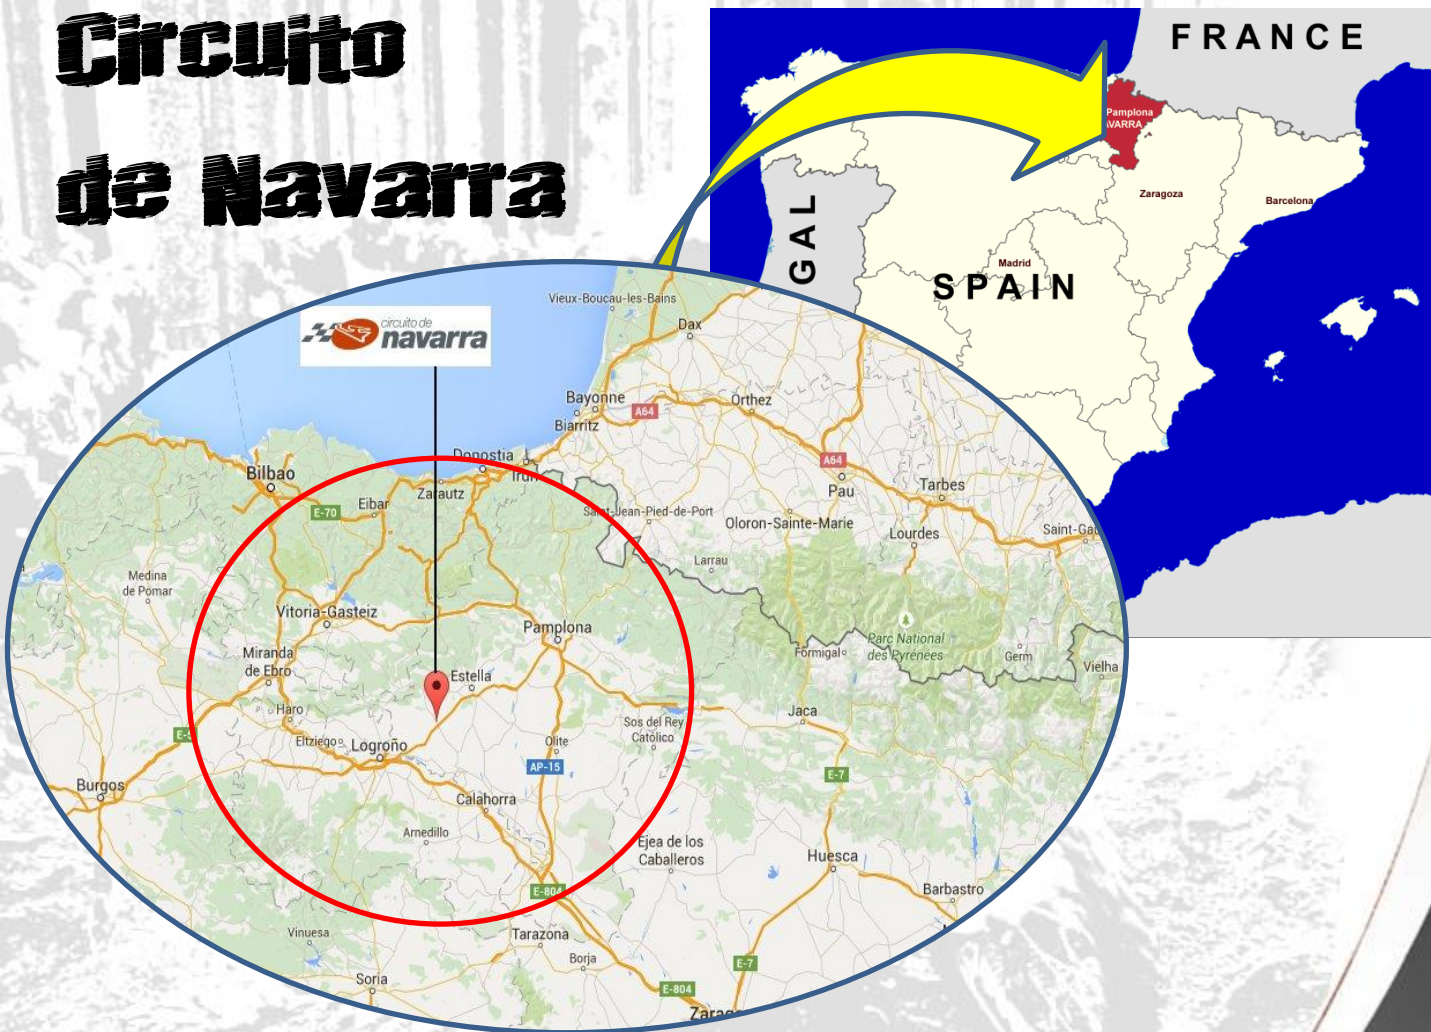 Circuito
de Navarra
FRANCE
Pamplona
Zaragoza
Barcelona
Madrid
SPAIN
GAL
circuito de
navarra
Vieux-Boucau-les-Bains
Dax
Bayonne
A64
Orthez
Biarritz
Donostia
Irun
Bilbao
Zarautz
Eibar
E-70
A64
Pau
Tarbes
Saint-Jean-Pied-de-Port
Oloron-Sainte-Marie
Lourdes
Saint-Gau
Larrau
Medina
de Pomar
Vitoria-Gasteiz
Pamplona
Parc National
des Pyrénées
Miranda
de Ebro
Formigal
Germ
Vielha
Estella
Haro
Jaca
Sos del Rey
Católico
Eltziego
Logroño
Olite
AP-15
E-7
Burgos
Calahorra
Arnedillo
Ejea de los
Caballeros
Huesca
E-804
Barbastro
Vinuesa
Tarazona
Borja
E-7
Soria
E-804